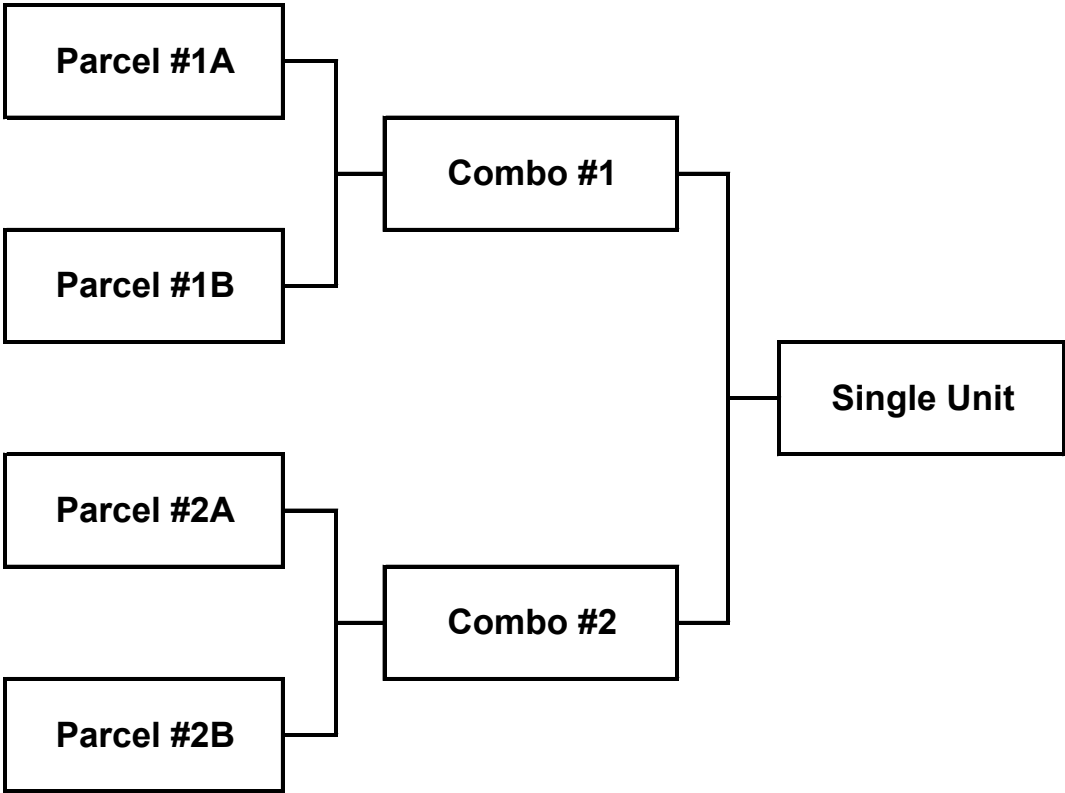 Parcel #1A
Combo #1
Parcel #1B
Single Unit
Parcel #2A
Combo #2
Parcel #2B